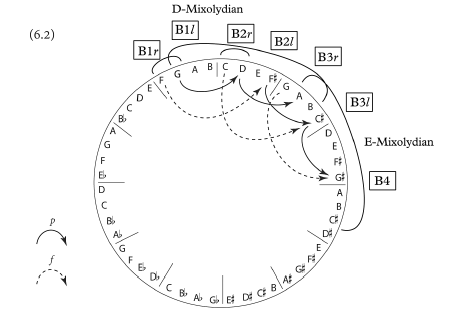 D-Mixolydian
(6.2)
B1l
B1r
B2r
B2l
B3r
B3l
E-Mixolydian
B4
C D E F♯ G A B C♯ D E F♯ G♯ A B C♯ D♯ E F♯ G♯ A♯ B C♯ D♯ E♯ G♭ A♭ B♭ C D♭ E♭ F G A♭ B♭ C D E♭ F G A B♭ C D E F G A B
p
f